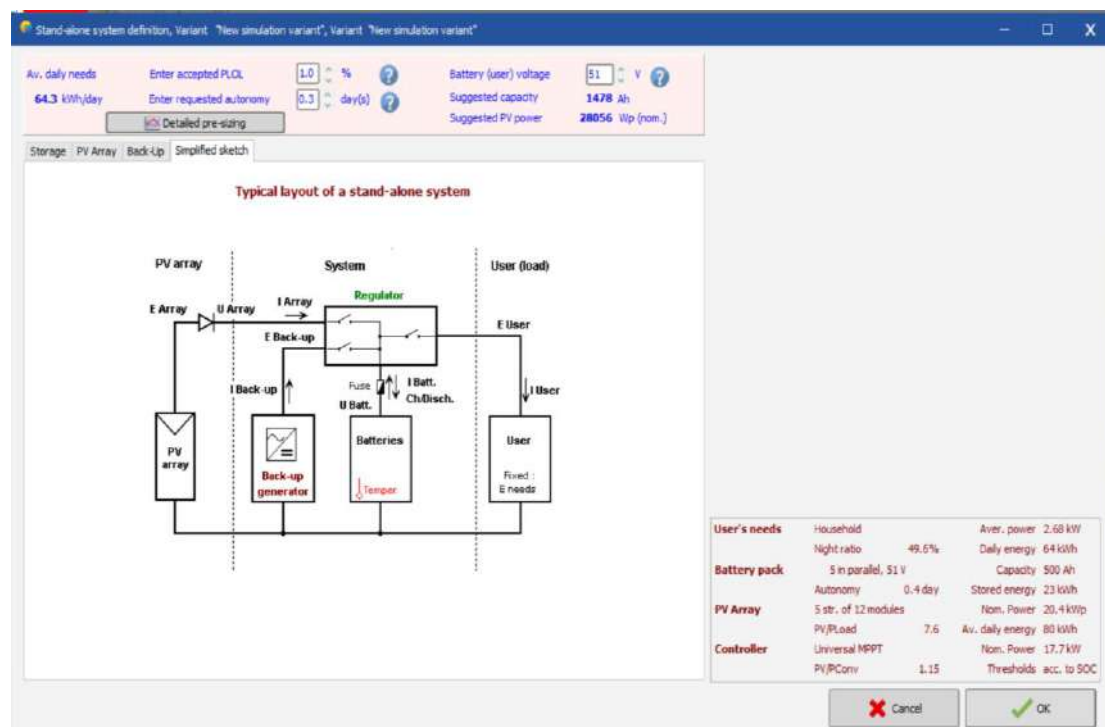 Stand-alone system definition, Variant "New simulation variant", Variant "New simulation variant"
Av. daily needs Enter accepted PLOL 1.0 % ? Battery (user) voltage 51 V ?
64.3 kWh/day Enter requested autonomy 0.3 day(s) ? Suggested capacity 1478 Ah
Detailed pre-sizing Suggested PV power 28056 Wp (nom.)
Storage PV Array Back-Up Simplified sketch
Typical layout of a stand-alone system
PV array System User (load)
Regulator
E Array U Array I Array
E User
E Back-up
I Back-up Fuse I Batt. I User
U Batt. Ch/Disch.
PV
array
Back-up
generator
Batteries
Temper
User
Fixed :
E needs
User's needs Household Aver. power 2.68 kW
Night ratio 49.6% Daily energy 64 kWh
Battery pack 5 in parallel, 51 V Capacity 500 Ah
Autonomy 0.4 day Stored energy 23 kWh
PV Array 5 str. of 12 modules Nom. Power 20.4 kWp
PV/PLoad 7.6 Av. daily energy 80 kWh
Controller Universal MPPT Nom. Power 17.7 kW
PV/PConv 1.15 Thresholds acc. to SOC
Cancel OK